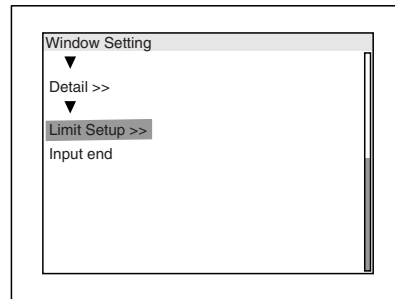 Window Setting
▼
Detail >>
▼
Limit Setup >>
Input end